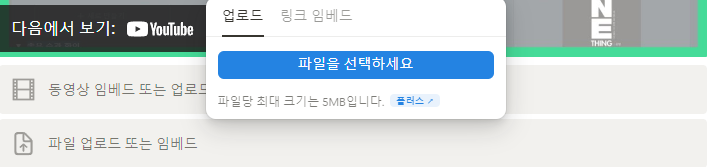 업로드 링크 임베드
다음에서 보기: YouTube
NE
THING
파일을 선택하세요
동영상 임베드 또는 업로드
파일당 최대 크기는 5MB입니다. 플러스 ↗
파일 업로드 또는 임베드